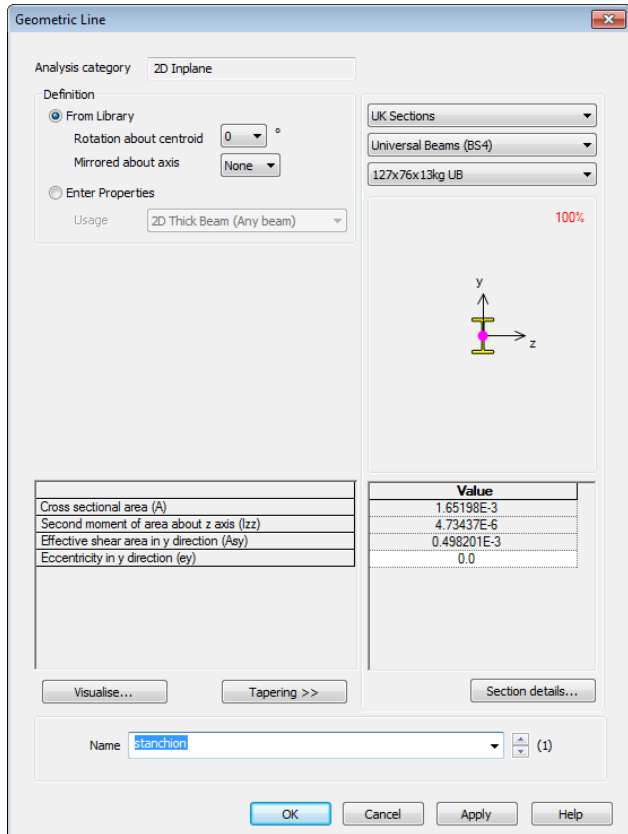 Geometric Line
Analysis category 2D Inplane
Definition
From Library
Rotation about centroid 0 °
Mirrored about axis None
Enter Properties
Usage 2D Thick Beam (Any beam)
UK Sections
Universal Beams (BS4)
127x76x13kg UB
100%
y
z
Value
Cross sectional area (A) 1.65198E-3
Second moment of area about z axis (Izz) 4.73437E-6
Effective shear area in y direction (Asy) 0.498201E-3
Eccentricity in y direction (ey) 0.0
Visualise... Tapering >> Section details...
Name stanchion (1)
OK Cancel Apply Help